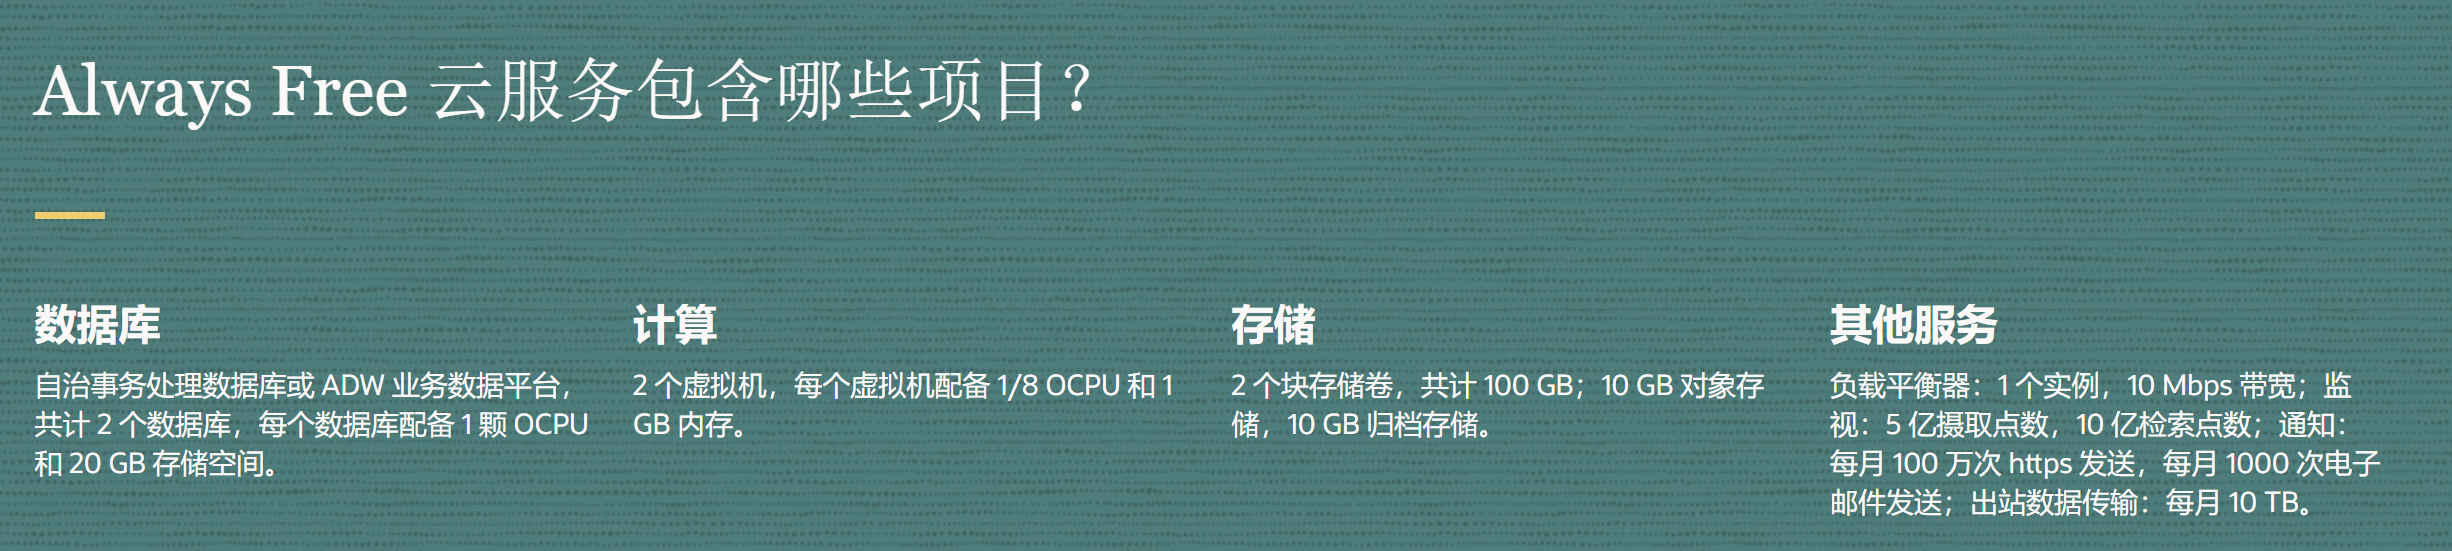 Always Free 云服务包含哪些项目？
数据库
自治事务处理数据库或 ADW 业务数据平台，
共计 2 个数据库，每个数据库配备 1 颗 OCPU
和 20 GB 存储空间。
计算
2 个虚拟机，每个虚拟机配备 1/8 OCPU 和 1
GB 内存。
存储
2 个块存储卷，共计 100 GB；10 GB 对象存
储，10 GB 归档存储。
其他服务
负载平衡器：1 个实例，10 Mbps 带宽；监
视：5 亿摄取点数，10 亿检索点数；通知：
每月 100 万次 https 发送，每月 1000 次电子
邮件发送；出站数据传输：每月 10 TB。